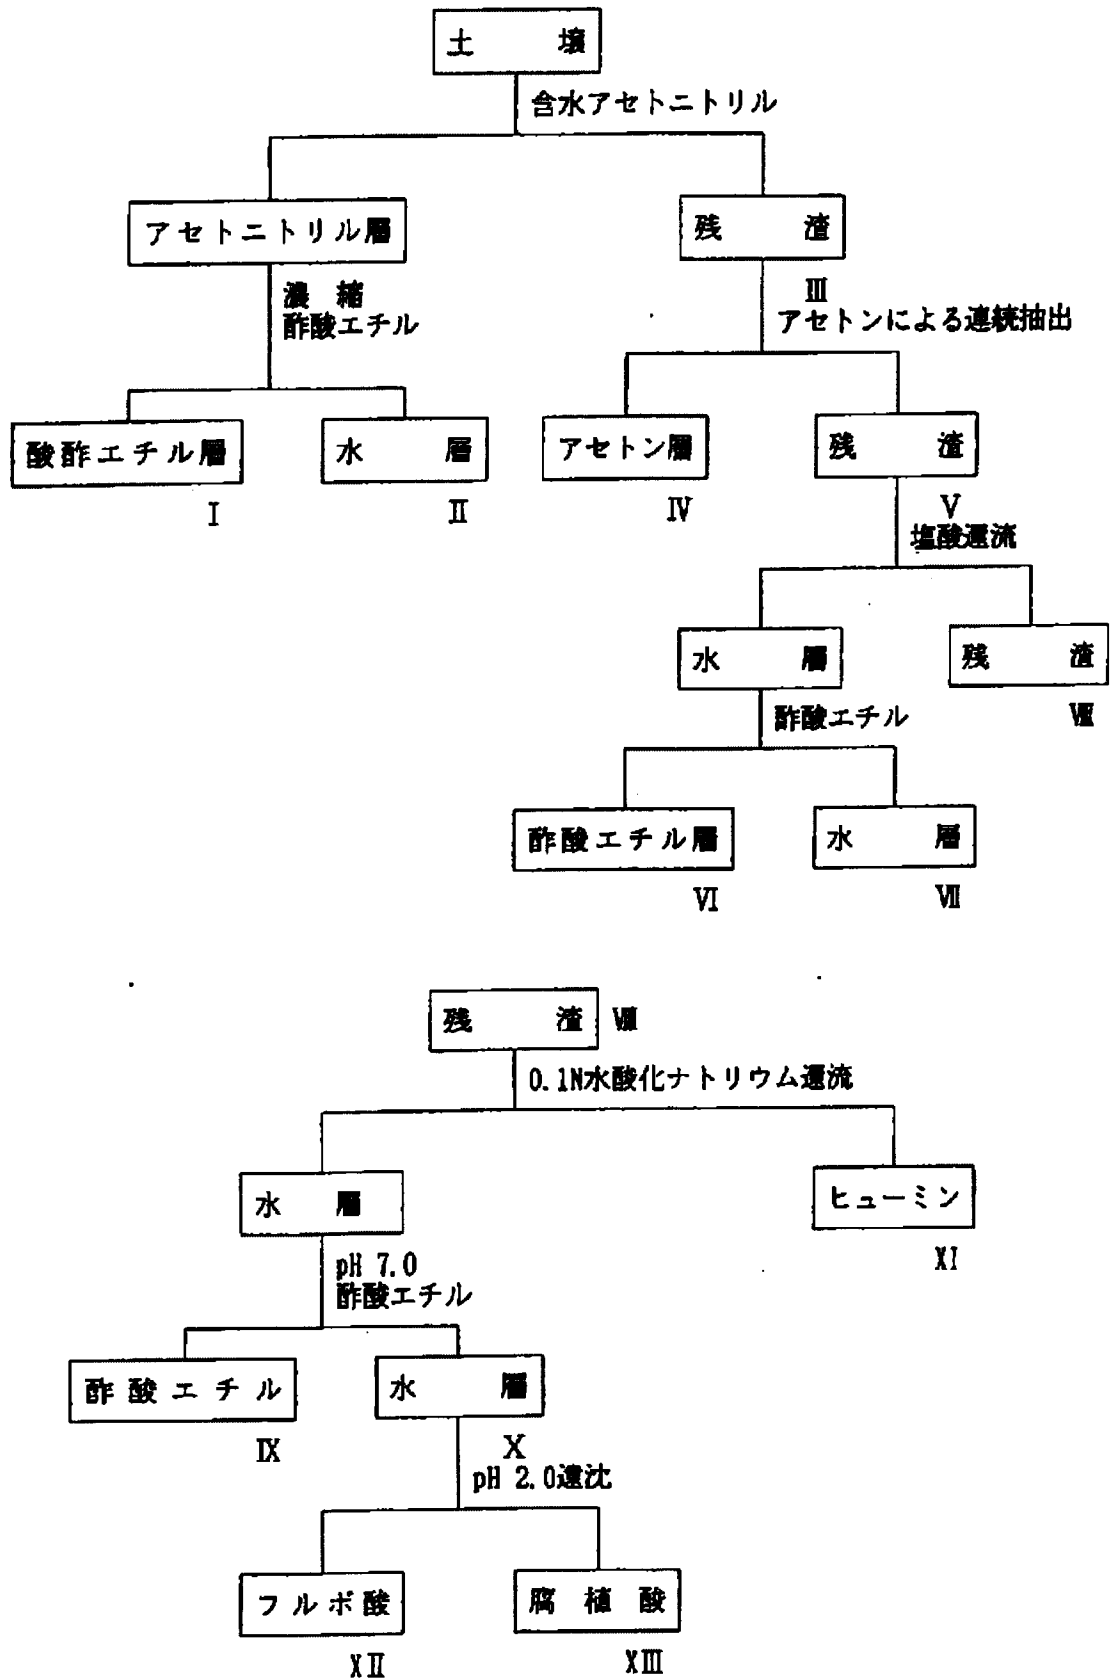 土 壌
含水アセトニトリル
アセトニトリル層
残 渣
III
濃 縮
酢酸エチル
アセトンによる連続抽出
酸酢エチル層
I
水 層
II
アセトン層
IV
残 渣
V
塩酸還流
水 層
残 渣
VIII
酢酸エチル
酢酸エチル層
VI
水 層
VII
残 渣 VIII
0.1N水酸化ナトリウム還流
水 層
ヒューミン
XI
pH 7.0
酢酸エチル
酢酸エチル
IX
水 層
X
pH 2.0遠沈
フルボ酸
XII
腐植酸
XIII